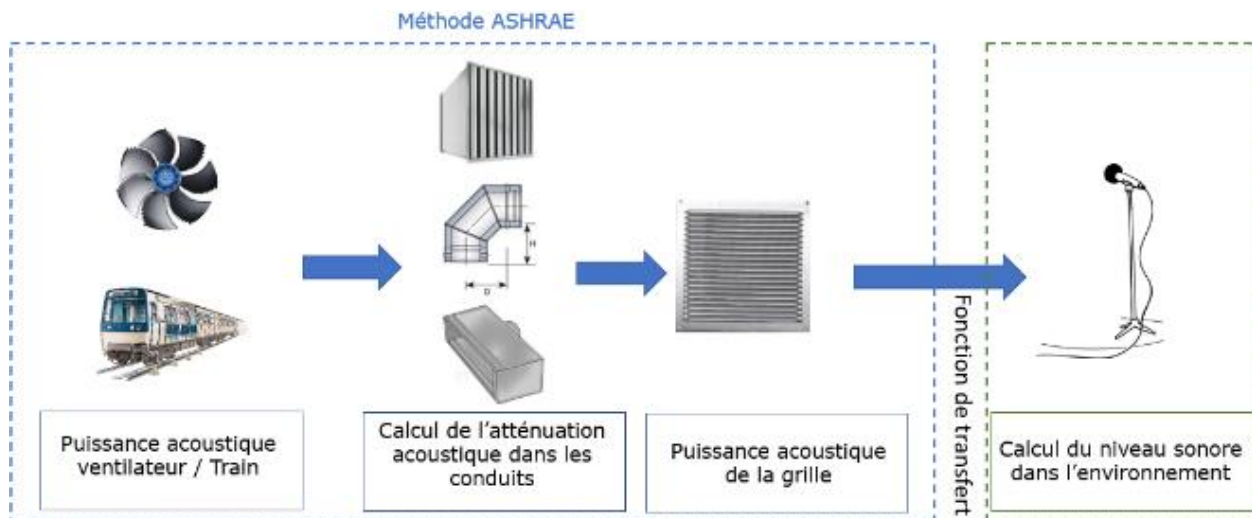 Méthode ASHRAE
H
D
Puissance acoustique
ventilateur / Train
Calcul de l’atténuation
acoustique dans les
conduits
Puissance acoustique
de la grille
Fonction de transfert
Calcul du niveau sonore
dans l’environnement